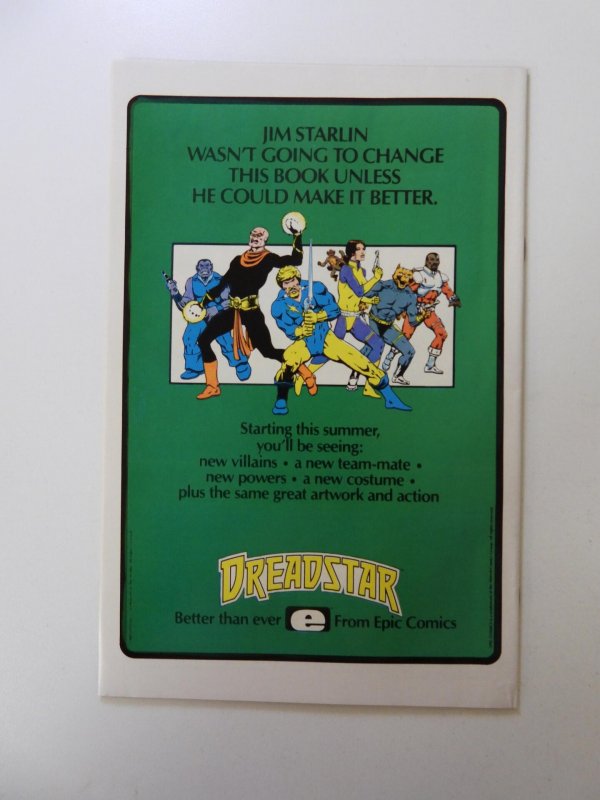 JIM STARLIN
WASN'T GOING TO CHANGE
THIS BOOK UNLESS
HE COULD MAKE IT BETTER.
Starting this summer,
you'll be seeing:
new villains • a new team-mate •
new powers • a new costume •
plus the same great artwork and action
DREADSTAR
Better than ever e From Epic Comics